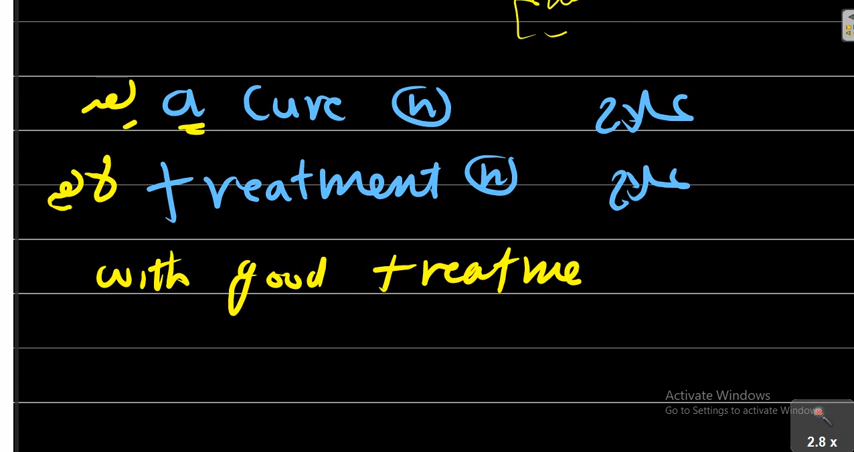 a cure (n) علاج
treatment (n) علاج
with good treatme
Activate Windows
Go to Settings to activate Windows
2.8 x